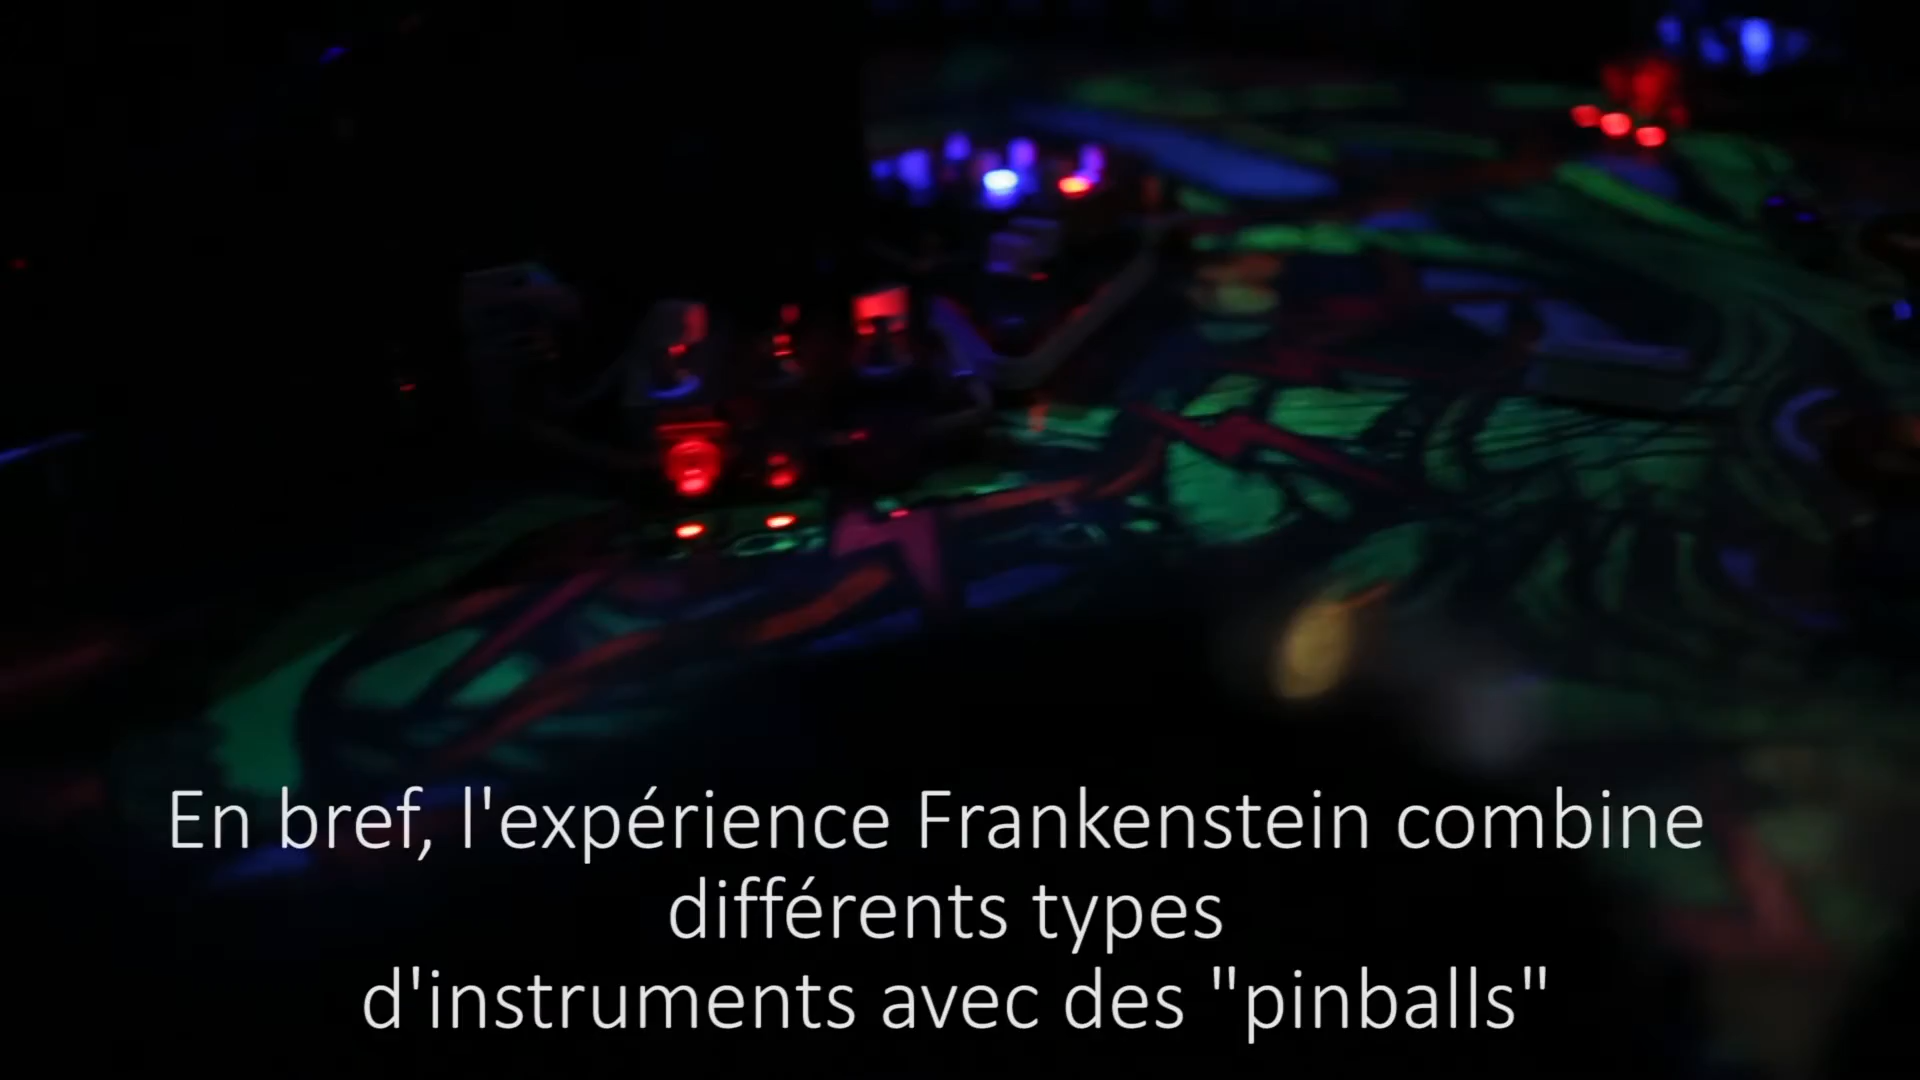 En bref, l'expérience Frankenstein combine
différents types
d'instruments avec des "pinballs"